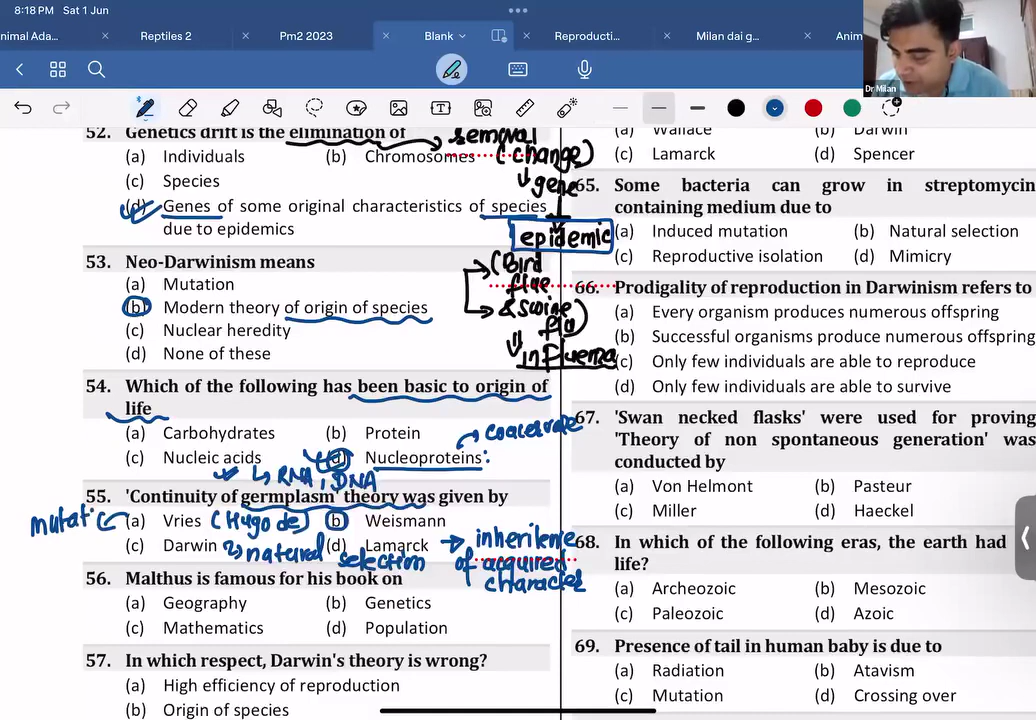 8:18 PM Sat 1 Jun
nimal Ada...
Reptiles 2
Pm2 2023
Blank
Reproducti...
Milan dai g...
Anim
Dr Milan
52. Genetics drift is the elimination of
(a) Individuals (b) Chromosomes
(c) Species
(d) Genes of some original characteristics of species
due to epidemics
removal
(change)
gene
epidemic
53. Neo-Darwinism means
(a) Mutation
(b) Modern theory of origin of species
(c) Nuclear heredity
(d) None of these
(Bird
flue
& swine
flu)
influenza
54. Which of the following has been basic to origin of
life
(a) Carbohydrates (b) Protein
(c) Nucleic acids (d) Nucleoproteins
coacervate
RNA, DNA
55. 'Continuity of germplasm' theory was given by
(a) Vries (Hugo de) (b) Weismann
(c) Darwin (d) Lamarck
natural selection
inheritence
of acquired
character
56. Malthus is famous for his book on
(a) Geography (b) Genetics
(c) Mathematics (d) Population
57. In which respect, Darwin's theory is wrong?
(a) High efficiency of reproduction
(b) Origin of species
(a) Wallace (b) Darwin
(c) Lamarck (d) Spencer
65. Some bacteria can grow in streptomycin
containing medium due to
(a) Induced mutation (b) Natural selection
(c) Reproductive isolation (d) Mimicry
66. Prodigality of reproduction in Darwinism refers to
(a) Every organism produces numerous offspring
(b) Successful organisms produce numerous offspring
(c) Only few individuals are able to reproduce
(d) Only few individuals are able to survive
67. 'Swan necked flasks' were used for proving
'Theory of non spontaneous generation' was
conducted by
(a) Von Helmont (b) Pasteur
(c) Miller (d) Haeckel
68. In which of the following eras, the earth had
life?
(a) Archeozoic (b) Mesozoic
(c) Paleozoic (d) Azoic
69. Presence of tail in human baby is due to
(a) Radiation (b) Atavism
(c) Mutation (d) Crossing over